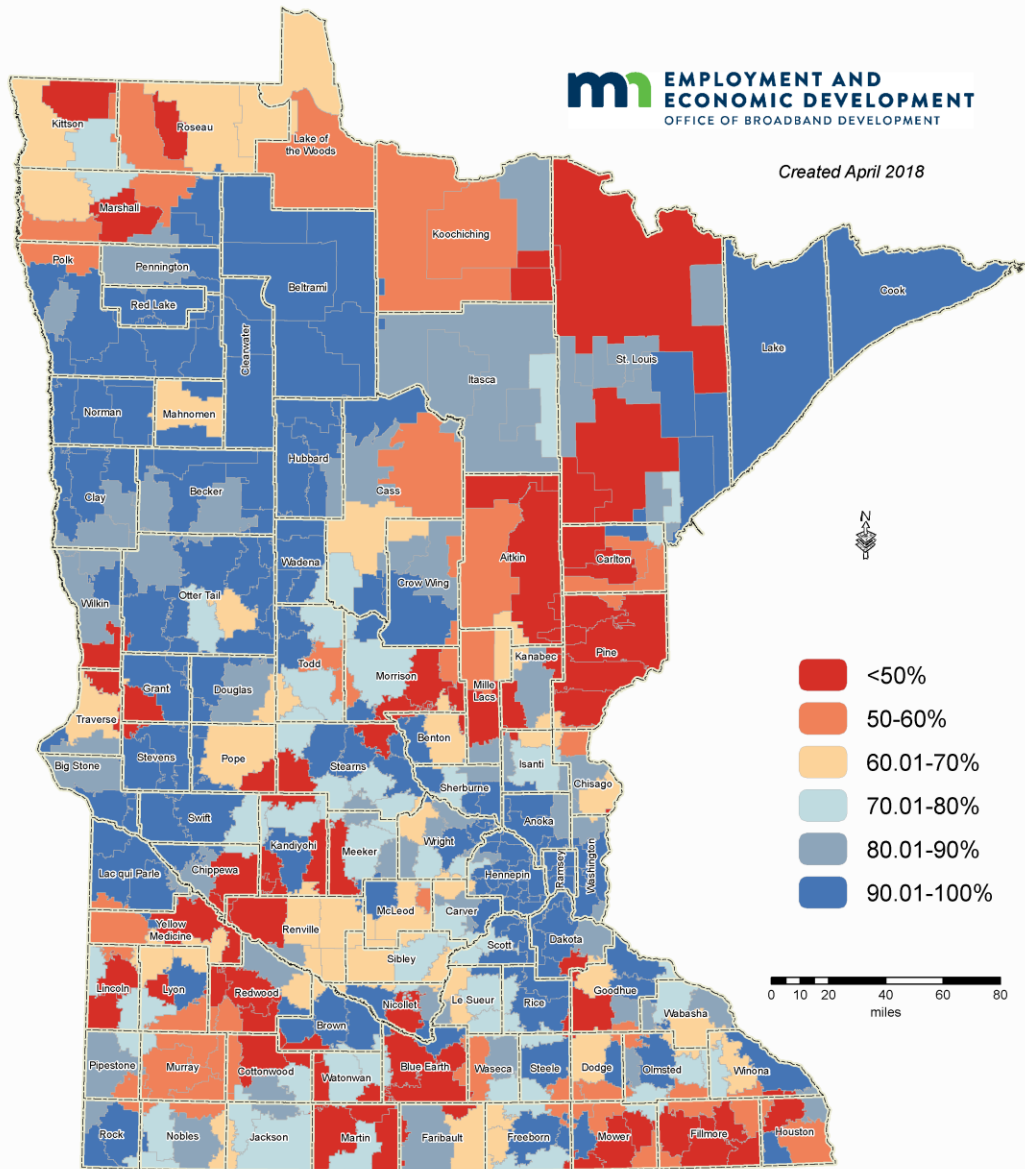 mn EMPLOYMENT AND
ECONOMIC DEVELOPMENT
OFFICE OF BROADBAND DEVELOPMENT
Created April 2018
Kittson
Roseau
Lake of
the Woods
Marshall
Koochiching
Polk
Pennington
Beltrami
Cook
Red Lake
Clearwater
Lake
St. Louis
Itasca
Norman
Mahnomen
Hubbard
Cass
Clay
Becker
N
Aitkin
Carlton
Wadena
Crow Wing
Otter Tail
Wilkin
Pine
Kanabec
Todd
Morrison
Mille
Lacs
Grant
Douglas
Traverse
Benton
Pope
Stevens
Stearns
Isanti
Big Stone
Chisago
Sherburne
Swift
Anoka
Kandiyohi
Meeker
Wright
Ramsey
Washington
Lac qui Parle
Chippewa
Hennepin
McLeod
Carver
Yellow
Medicine
Renville
Dakota
Scott
Sibley
Lincoln
Lyon
Redwood
Goodhue
Nicollet
Le Sueur
Rice
Wabasha
Brown
Pipestone
Murray
Cottonwood
Watonwan
Blue Earth
Waseca
Steele
Dodge
Olmsted
Winona
Rock
Nobles
Jackson
Martin
Faribault
Freeborn
Mower
Fillmore
Houston
<50%
50-60%
60.01-70%
70.01-80%
80.01-90%
90.01-100%
0 10 20 40 60 80
miles